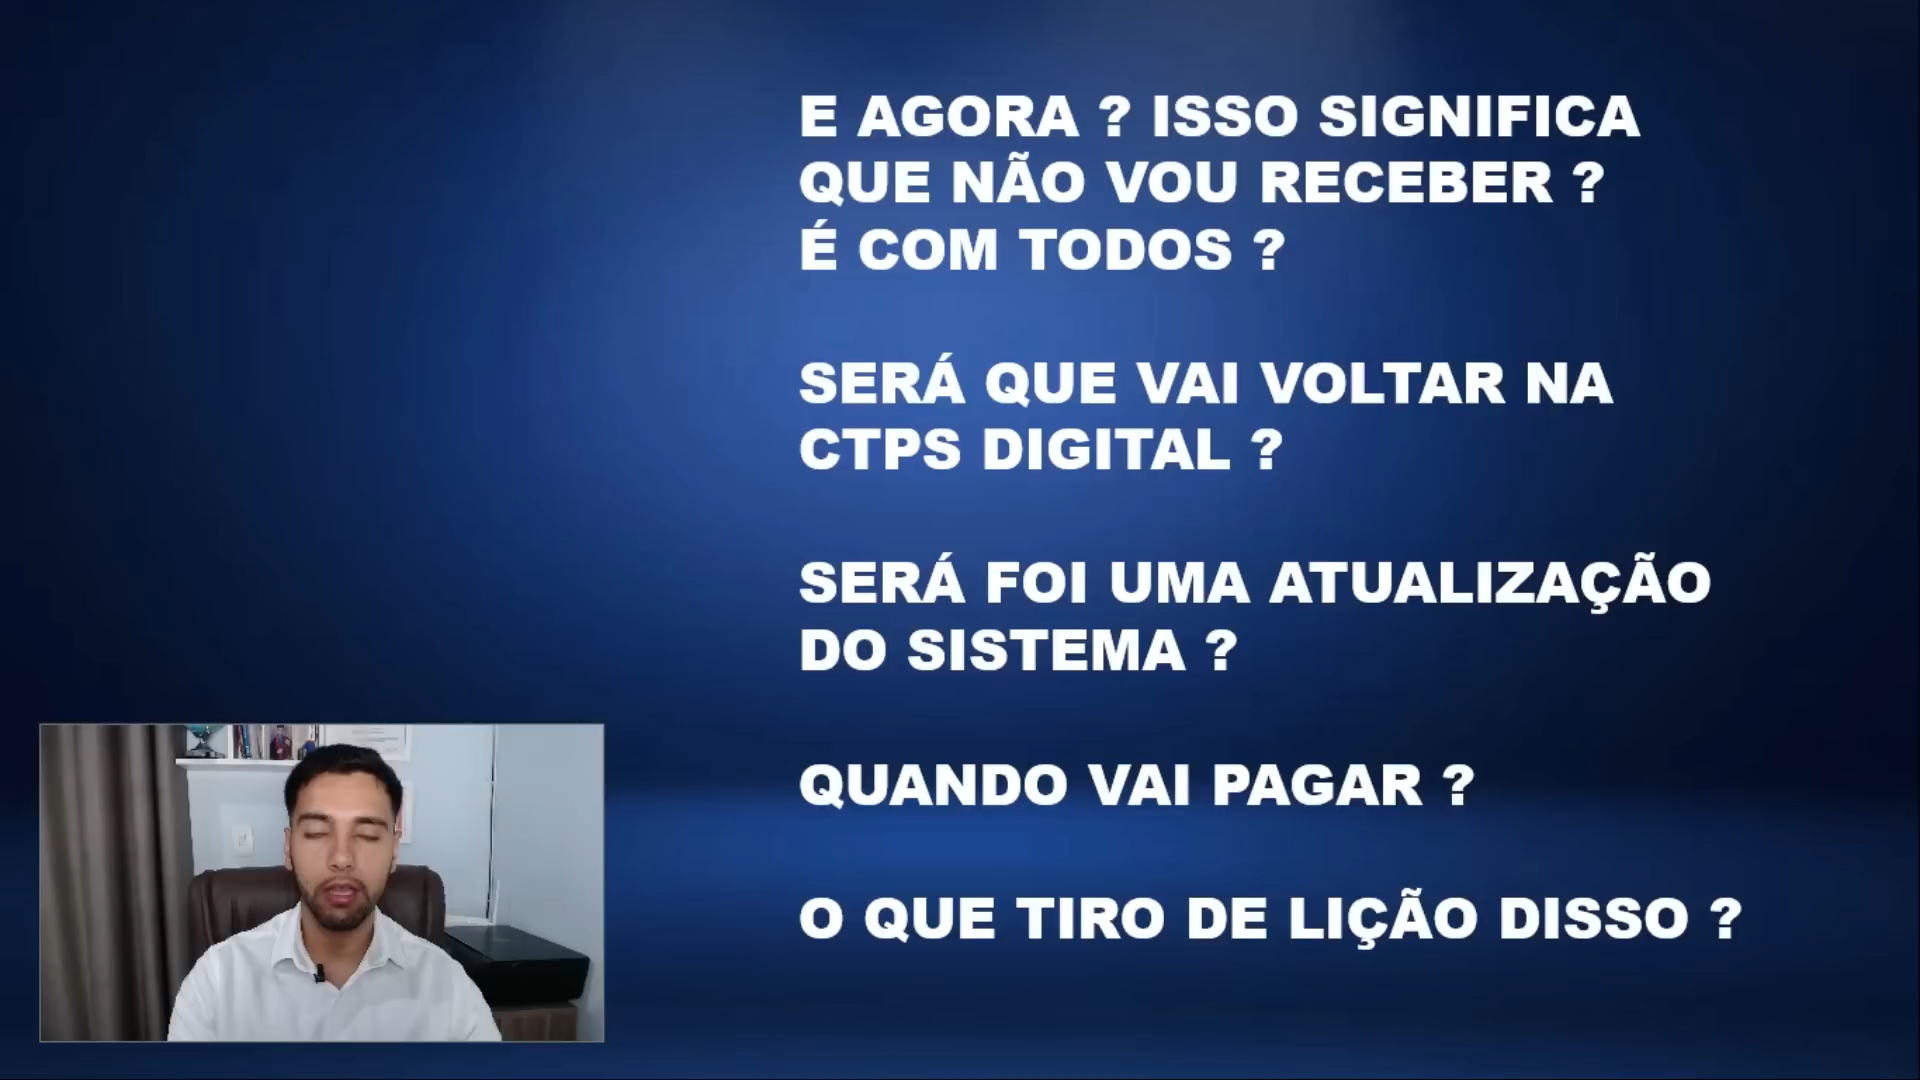 E AGORA ? ISSO SIGNIFICA
QUE NÃO VOU RECEBER ?
É COM TODOS ?
SERÁ QUE VAI VOLTAR NA
CTPS DIGITAL ?
SERÁ FOI UMA ATUALIZAÇÃO
DO SISTEMA ?
QUANDO VAI PAGAR ?
O QUE TIRO DE LIÇÃO DISSO ?